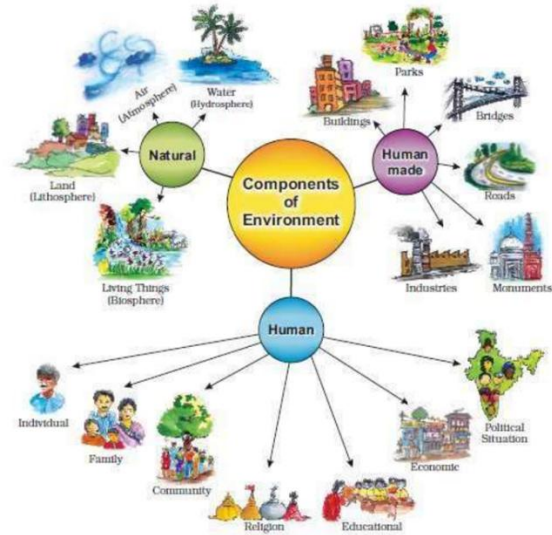 Components
of
Environment
Natural
Air
(Atmosphere)
Water
(Hydrosphere)
Land
(Lithosphere)
Living Things
(Biosphere)
Human
made
Parks
Buildings
Bridges
Roads
Industries
Monuments
Human
Individual
Family
Community
Religion
Educational
Economic
Political
Situation